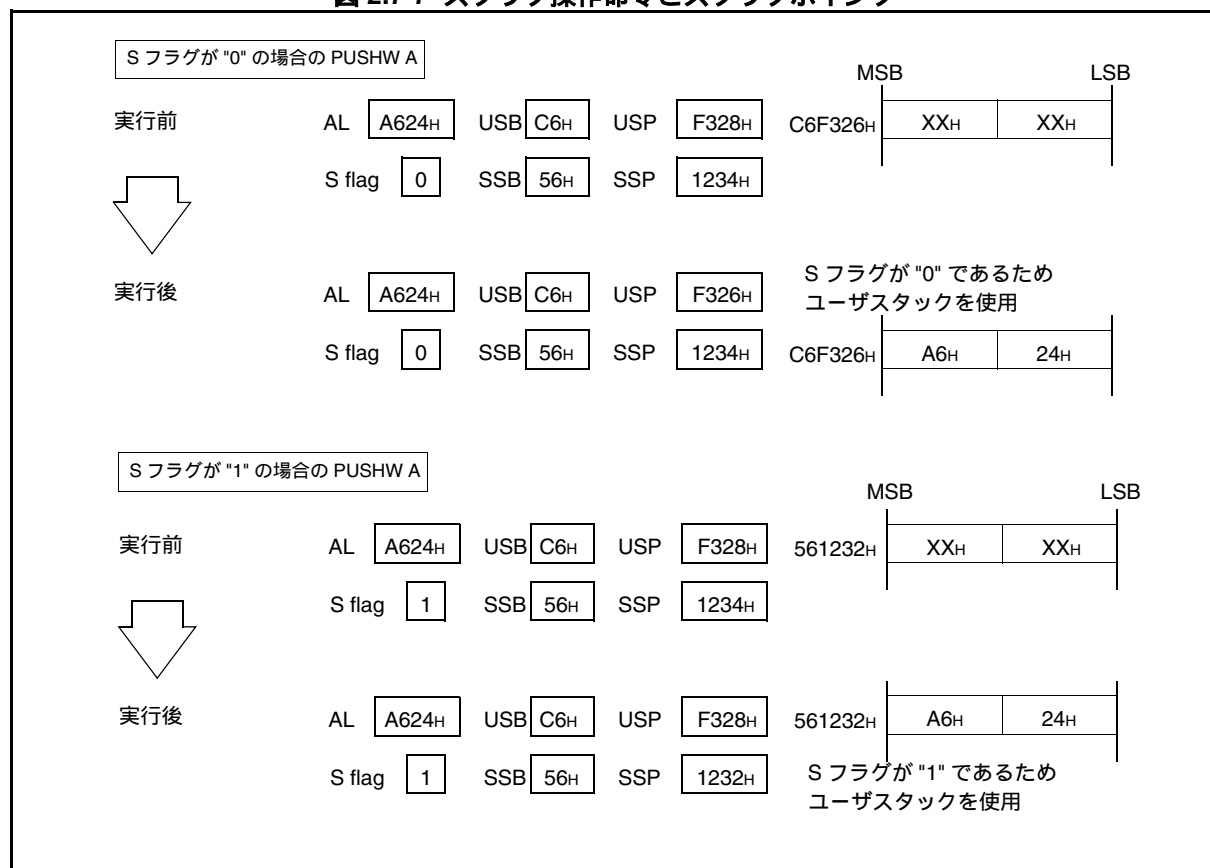 S フラグが "0" の場合の PUSHW A
MSB LSB
実行前 AL A624H USB C6H USP F328H C6F326H XXH XXH
S flag 0 SSB 56H SSP 1234H
S フラグが "0" であるため
実行後 AL A624H USB C6H USP F326H ユーザスタックを使用
S flag 0 SSB 56H SSP 1234H C6F326H A6H 24H
S フラグが "1" の場合の PUSHW A
MSB LSB
実行前 AL A624H USB C6H USP F328H 561232H XXH XXH
S flag 1 SSB 56H SSP 1234H
実行後 AL A624H USB C6H USP F328H 561232H A6H 24H
S flag 1 SSB 56H SSP 1232H S フラグが "1" であるため
ユーザスタックを使用